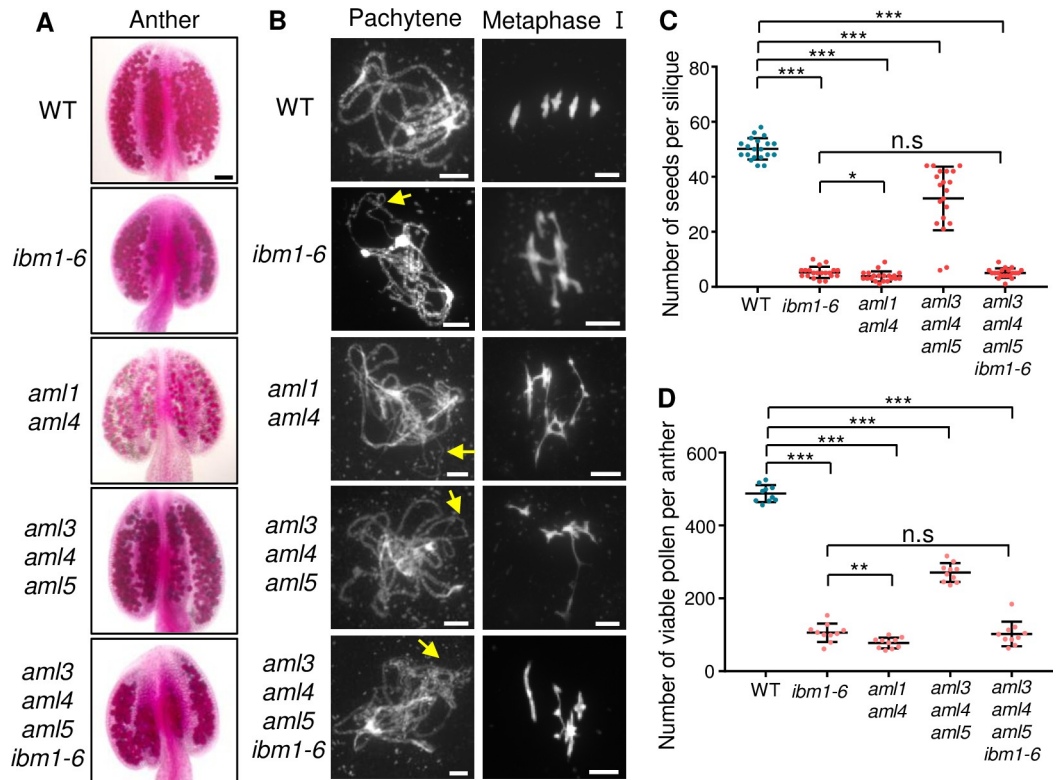 A
Anther
WT
ibm1-6
aml1
aml4
aml3
aml4
aml5
aml3
aml4
aml5
ibm1-6
B
Pachytene
Metaphase I
WT
ibm1-6
aml1
aml4
aml3
aml4
aml5
aml3
aml4
aml5
ibm1-6
C
Number of seeds per silique
80
60
40
20
0
***
***
***
***
n.s
*
WT
ibm1-6
aml1
aml4
aml3
aml4
aml5
aml3
aml4
aml5
ibm1-6
D
Number of viable pollen per anther
600
400
200
0
***
***
***
***
n.s
**
WT
ibm1-6
aml1
aml4
aml3
aml4
aml5
aml3
aml4
aml5
ibm1-6